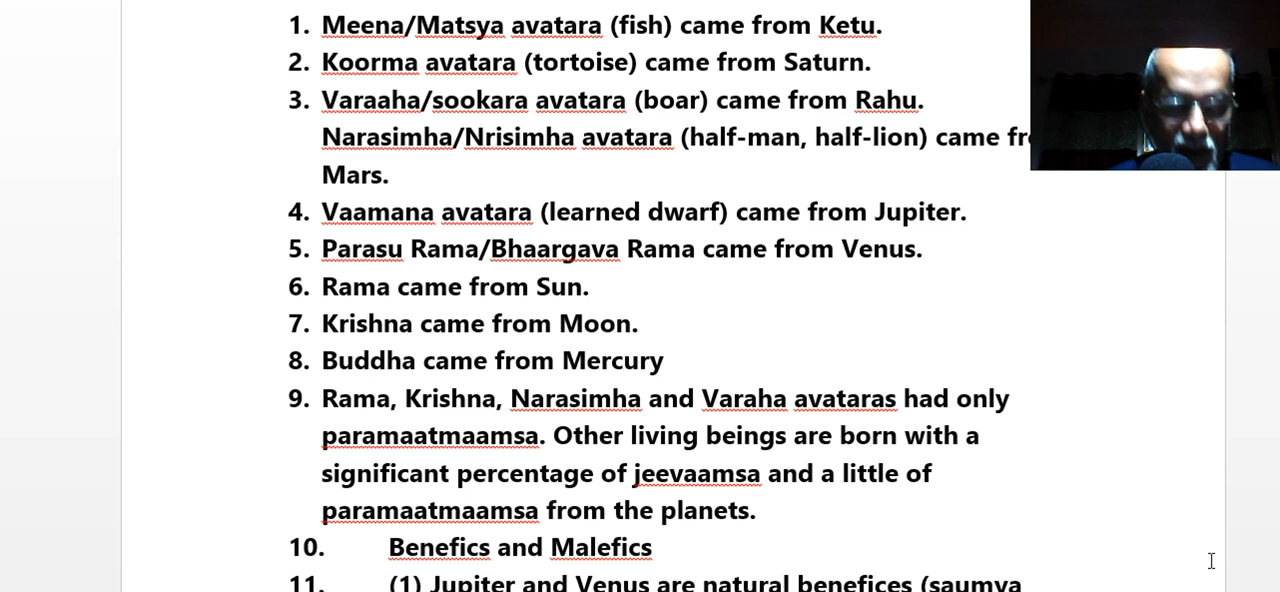 1. Meena/Matsya avatara (fish) came from Ketu.
2. Koorma avatara (tortoise) came from Saturn.
3. Varaaha/sookara avatara (boar) came from Rahu.
Narasimha/Nrisimha avatara (half-man, half-lion) came
Mars.
4. Vaamana avatara (learned dwarf) came from Jupiter.
5. Parasu Rama/Bhaargava Rama came from Venus.
6. Rama came from Sun.
7. Krishna came from Moon.
8. Buddha came from Mercury
9. Rama, Krishna, Narasimha and Varaha avataras had only
paramaatmaamsa. Other living beings are born with a
significant percentage of jeevaamsa and a little of
paramaatmaamsa from the planets.
10. Benefics and Malefics
11. (1) Jupiter and Venus are natural benefices (saumya